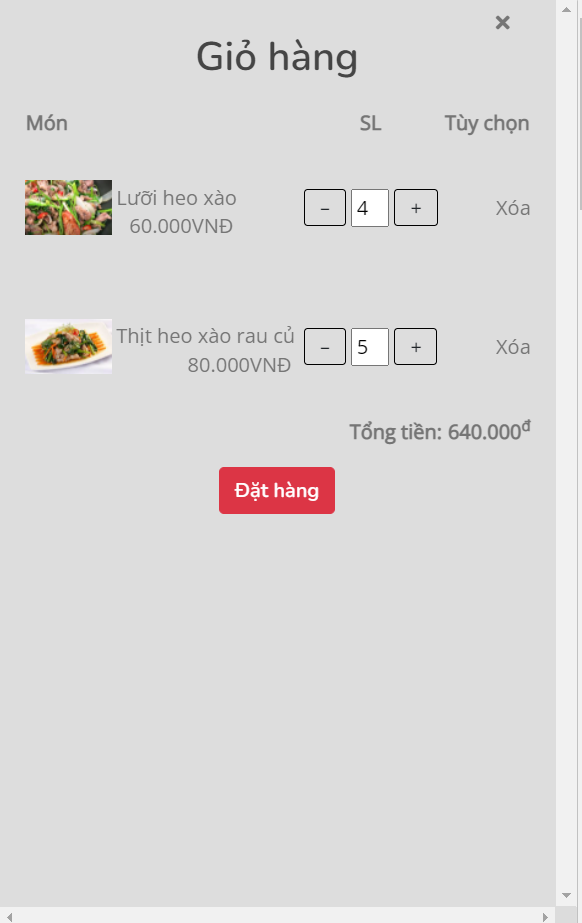 Giỏ hàng
Món SL Tùy chọn
Lưỡi heo xào
60.000VNĐ
– 4 + Xóa
Thịt heo xào rau củ
80.000VNĐ
– 5 + Xóa
Tổng tiền: 640.000đ
Đặt hàng